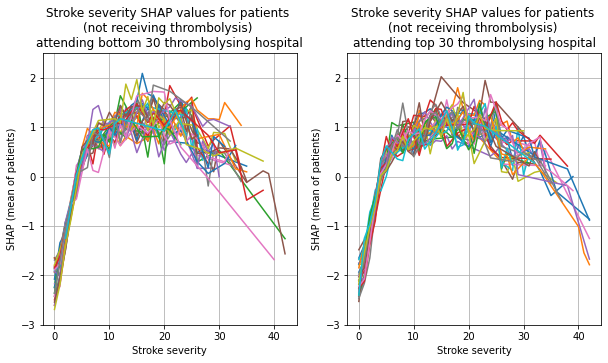 Stroke severity SHAP values for patients
(not receiving thrombolysis)
attending bottom 30 thrombolysing hospital
SHAP (mean of patients)
2
1
0
−1
−2
−3
0
10
20
30
40
Stroke severity
Stroke severity SHAP values for patients
(not receiving thrombolysis)
attending top 30 thrombolysing hospital
SHAP (mean of patients)
2
1
0
−1
−2
−3
0
10
20
30
40
Stroke severity